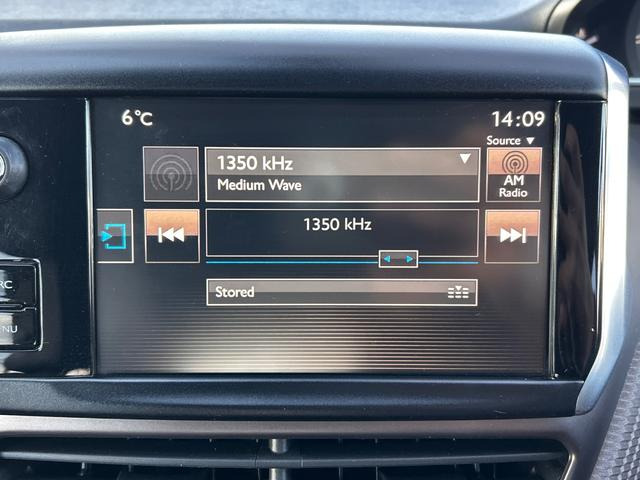 6°C
14:09
Source ▼
1350 kHz
Medium Wave
AM
Radio
1350 kHz
Stored